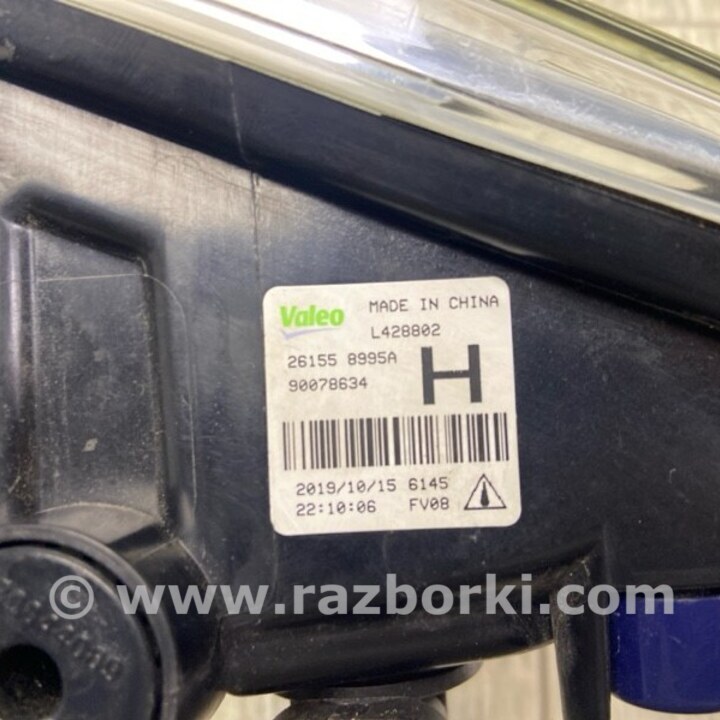 Valeo MADE IN CHINA
L428802
26155 8995A
90078634
H
2019/10/15 6145
22:10:06 FV08
© www.razborki.com